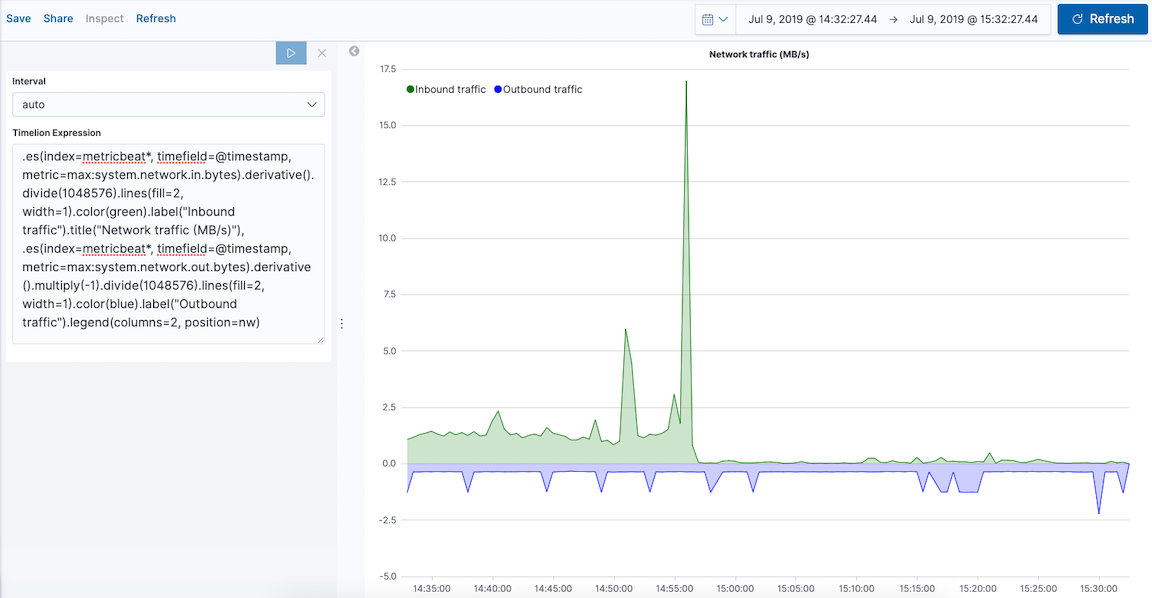 Save Share Inspect Refresh
Jul 9, 2019 @ 14:32:27.44 → Jul 9, 2019 @ 15:32:27.44 Refresh
Interval
auto
Timelion Expression
.es(index=metricbeat*, timefield=@timestamp,
metric=max:system.network.in.bytes).derivative().
divide(1048576).lines(fill=2,
width=1).color(green).label("Inbound
traffic").title("Network traffic (MB/s)"),
.es(index=metricbeat*, timefield=@timestamp,
metric=max:system.network.out.bytes).derivative
().multiply(-1).divide(1048576).lines(fill=2,
width=1).color(blue).label("Outbound
traffic").legend(columns=2, position=nw)
Network traffic (MB/s)
Inbound traffic Outbound traffic
17.5
15.0
12.5
10.0
7.5
5.0
2.5
0.0
-2.5
-5.0
14:35:00 14:40:00 14:45:00 14:50:00 14:55:00 15:00:00 15:05:00 15:10:00 15:15:00 15:20:00 15:25:00 15:30:00